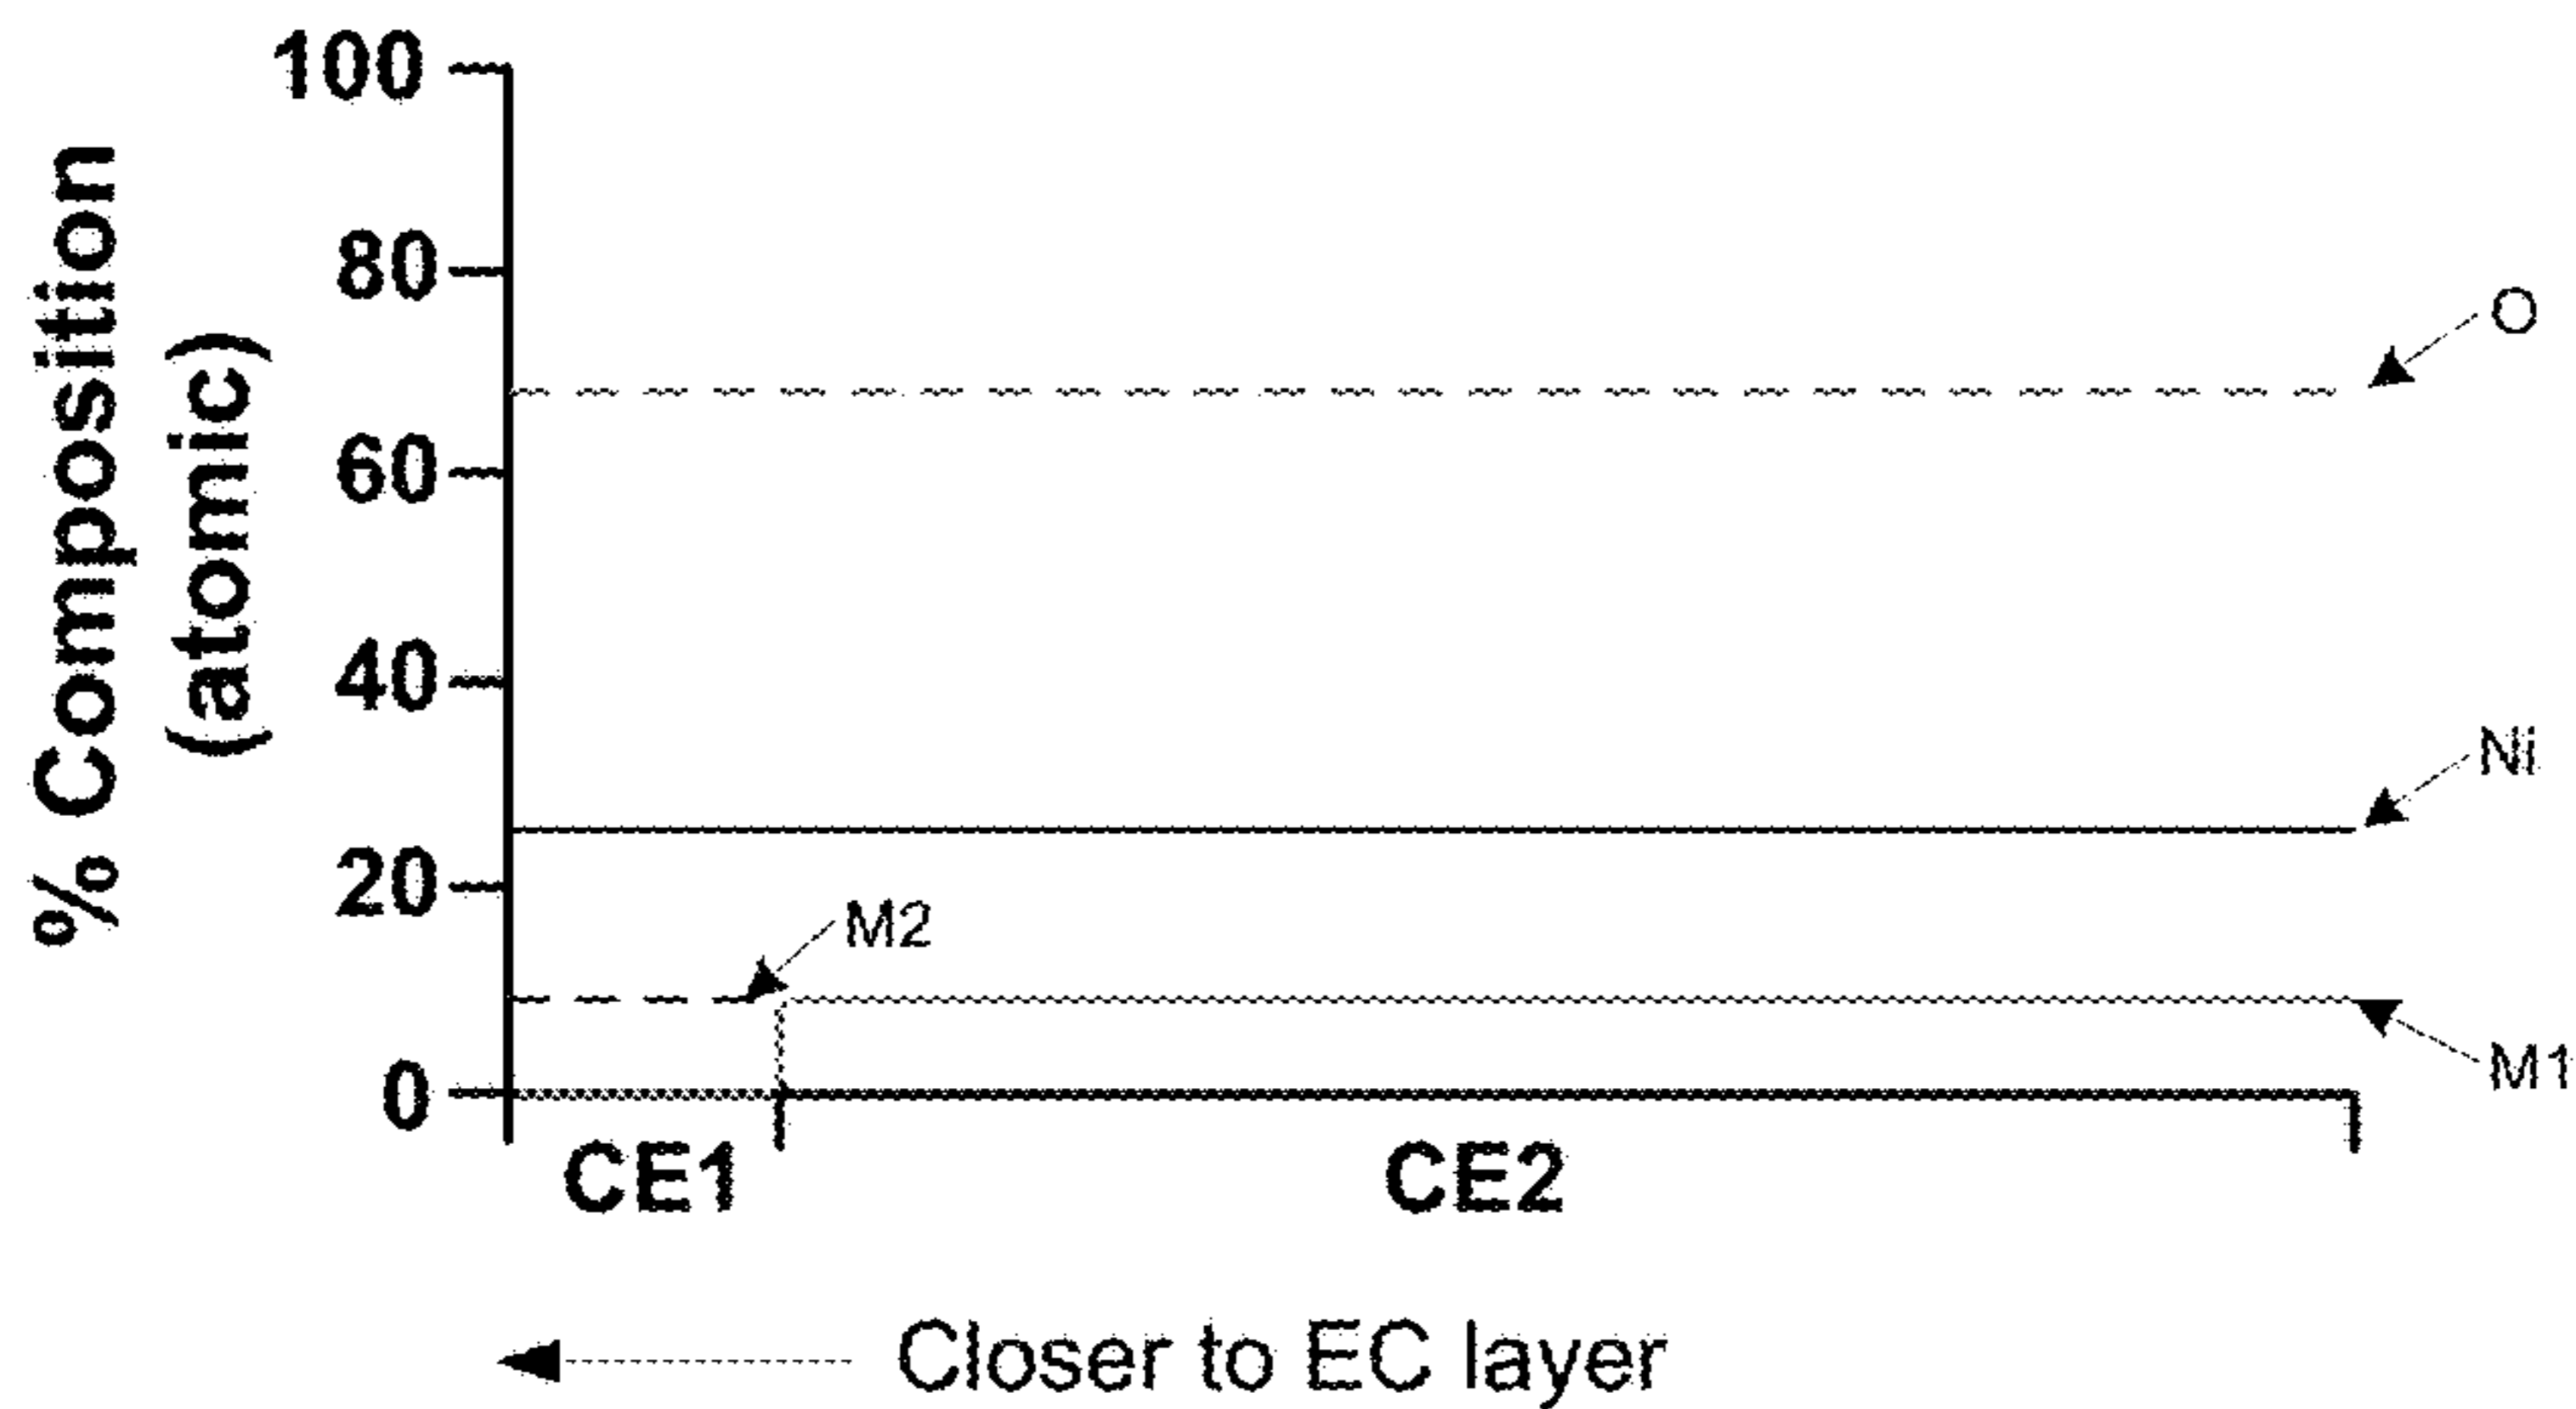 % Composition
(atomic)
100
80
60
40
20
0
O
Ni
M2
M1
CE1
CE2
Closer to EC layer